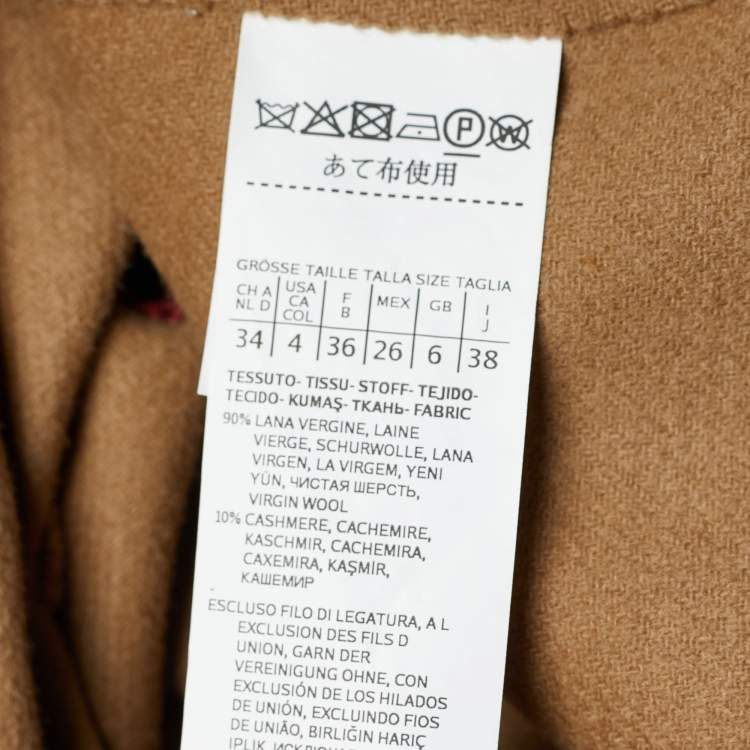 P W
あて布使用
GRÖSSE TAILLE TALLA SIZE TAGLIA
CH A NL D USA CA COL F B MEX GB I J
34 4 36 26 6 38
TESSUTO- TISSU- STOFF- TEJIDO-
TECIDO- KUMAŞ- ТКАНЬ- FABRIC
90% LANA VERGINE, LAINE
VIERGE, SCHURWOLLE, LANA
VIRGEN, LA VIRGEM, YENI
YÜN, ЧИСТАЯ ШЕРСТЬ,
VIRGIN WOOL
10% CASHMERE, CACHEMIRE,
KASCHMIR, CACHEMIRA,
CAXEMIRA, KAŞMİR,
КАШЕМИР
ESCLUSO FILO DI LEGATURA, A L
EXCLUSION DES FILS D
UNION, GARN DER
VEREINIGUNG OHNE, CON
EXCLUSIÓN DE LOS HILADOS
DE UNIÓN, EXCLUINDO FIOS
DE UNIÃO, BIRLIĞIN HARIÇ
IPLIK,